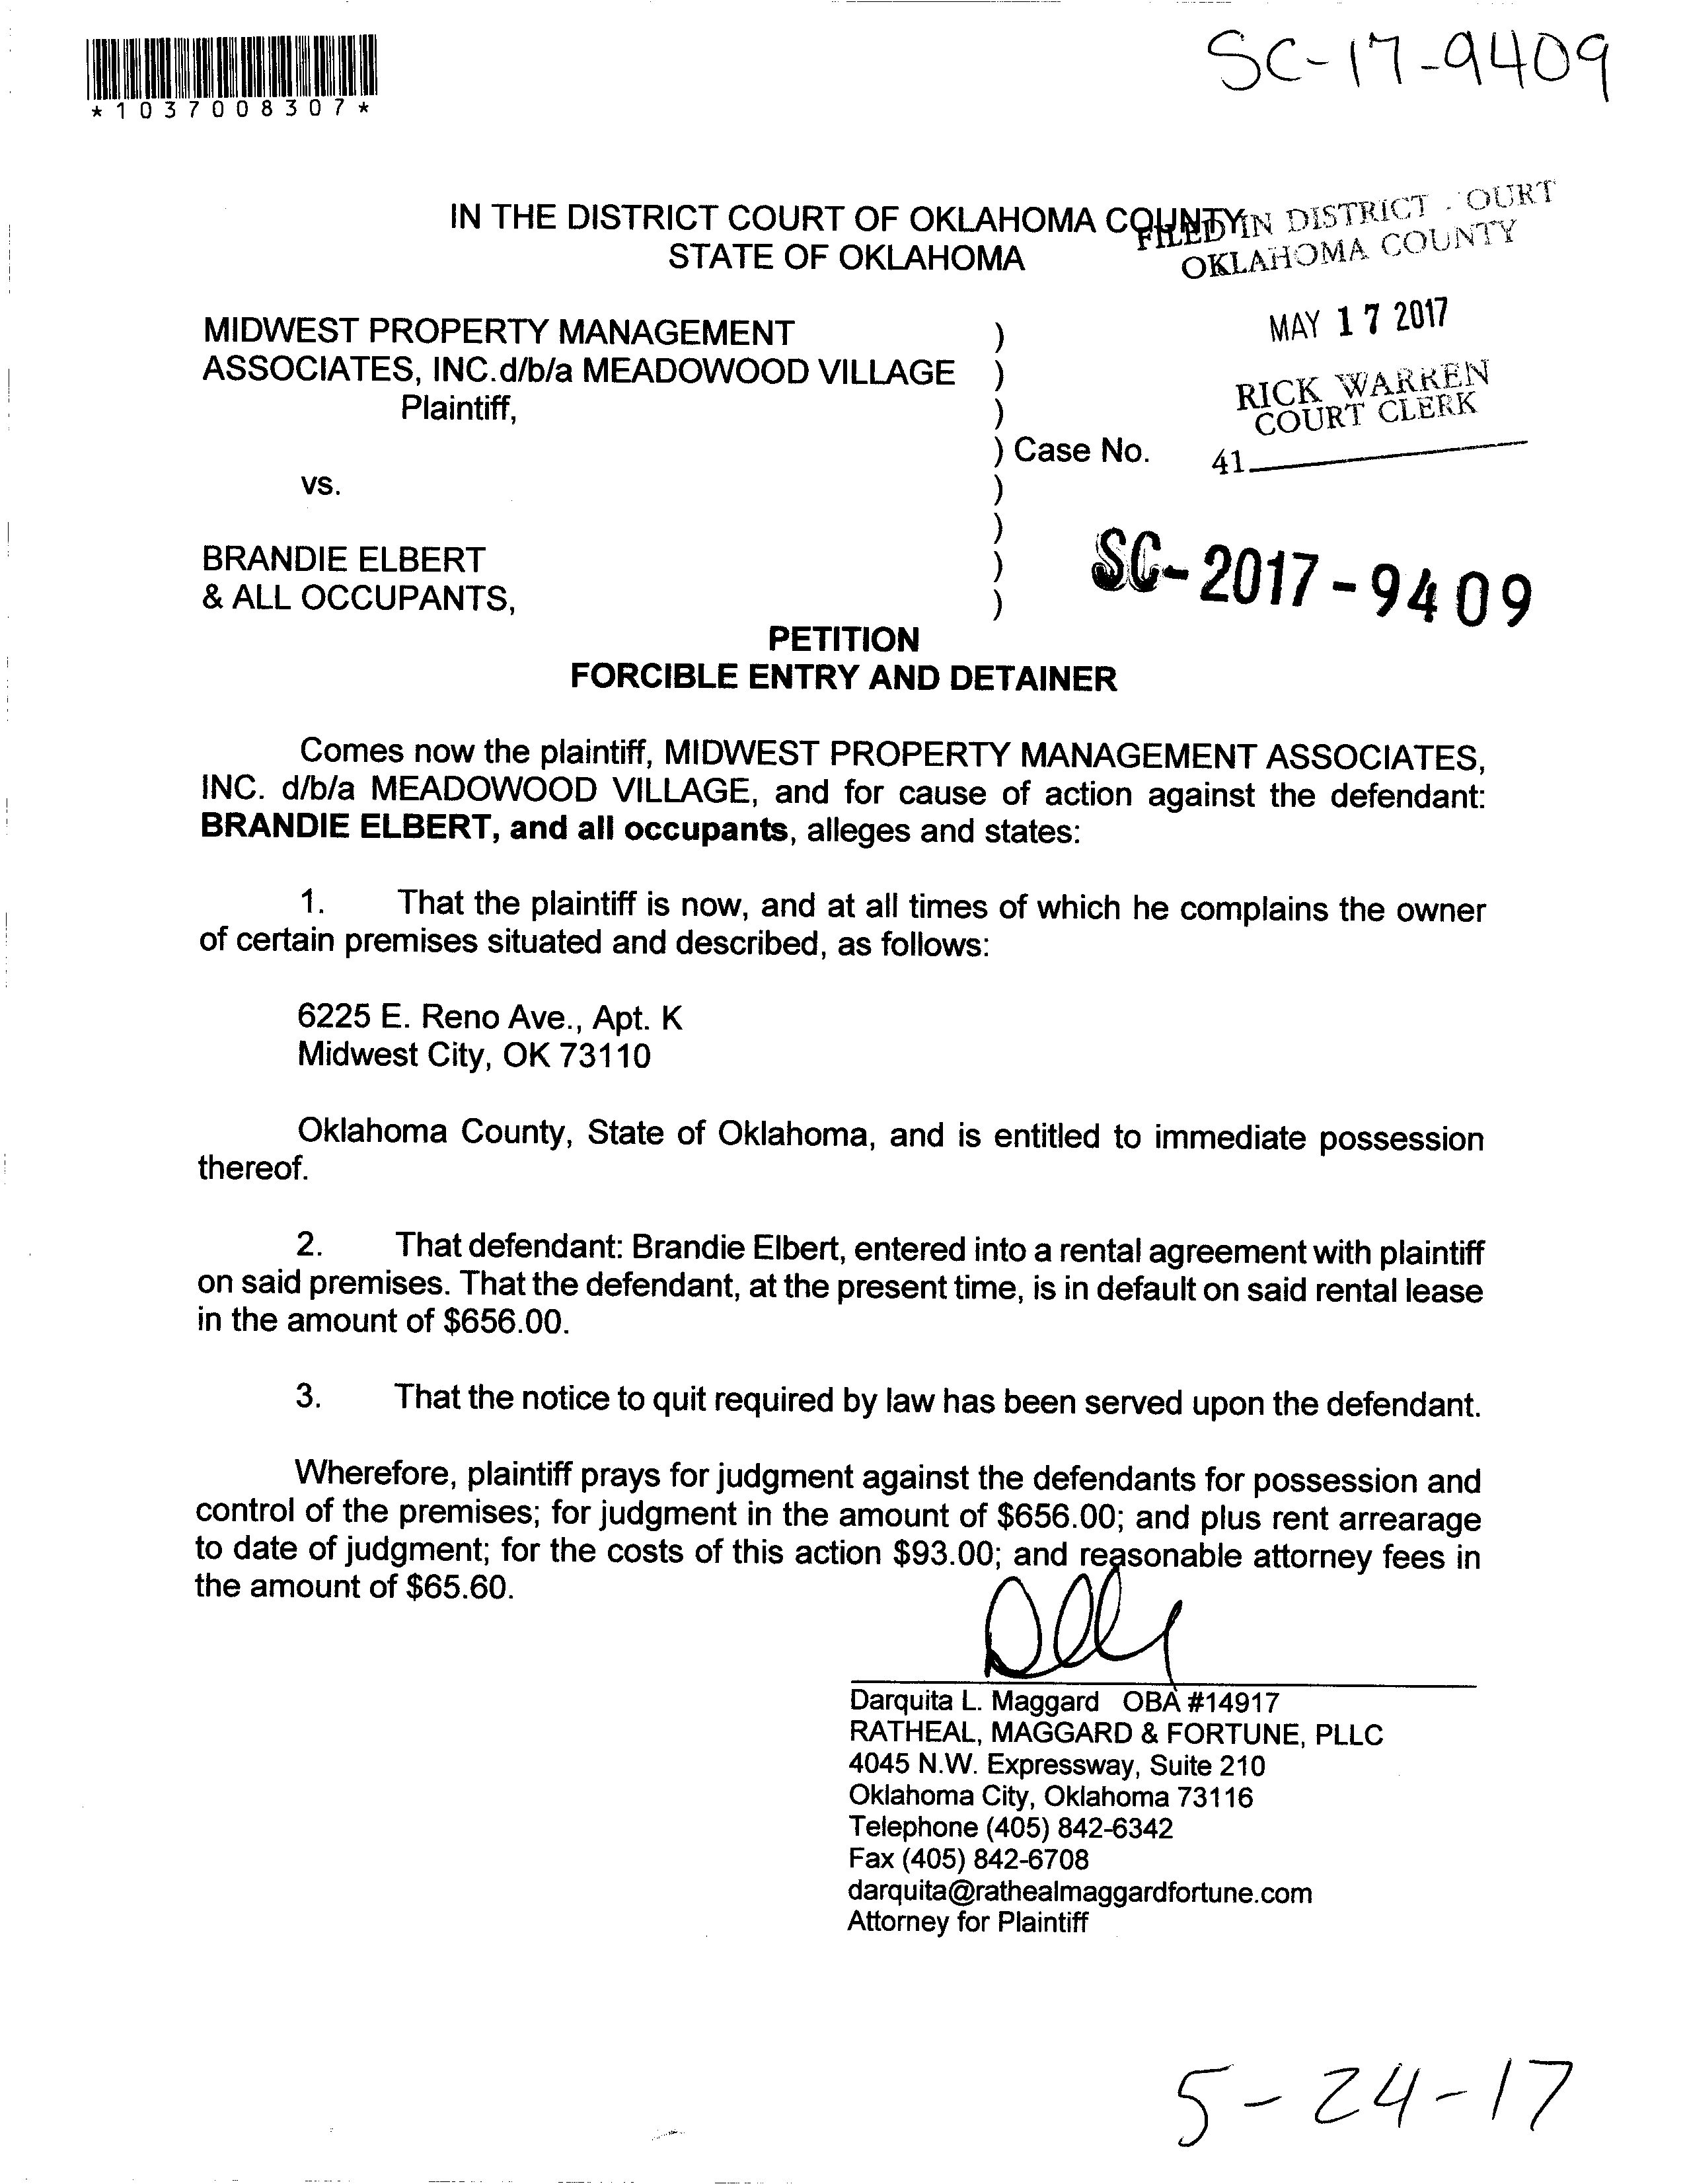 SC-17-9409
*1037008307*
IN THE DISTRICT COURT OF OKLAHOMA COUNTY
STATE OF OKLAHOMA
FILED IN DISTRICT OURT
OKLAHOMA COUNTY
MAY 17 2017
RICK WARREN
COURT CLERK
41
MIDWEST PROPERTY MANAGEMENT )
ASSOCIATES, INC.d/b/a MEADOWOOD VILLAGE )
Plaintiff, )
) Case No.
vs. )
)
BRANDIE ELBERT )
& ALL OCCUPANTS, )
SC-2017-9409
PETITION
FORCIBLE ENTRY AND DETAINER
Comes now the plaintiff, MIDWEST PROPERTY MANAGEMENT ASSOCIATES,
INC. d/b/a MEADOWOOD VILLAGE, and for cause of action against the defendant:
BRANDIE ELBERT, and all occupants, alleges and states:
1. That the plaintiff is now, and at all times of which he complains the owner
of certain premises situated and described, as follows:
6225 E. Reno Ave., Apt. K
Midwest City, OK 73110
Oklahoma County, State of Oklahoma, and is entitled to immediate possession
thereof.
2. That defendant: Brandie Elbert, entered into a rental agreement with plaintiff
on said premises. That the defendant, at the present time, is in default on said rental lease
in the amount of $656.00.
3. That the notice to quit required by law has been served upon the defendant.
Wherefore, plaintiff prays for judgment against the defendants for possession and
control of the premises; for judgment in the amount of $656.00; and plus rent arrearage
to date of judgment; for the costs of this action $93.00; and reasonable attorney fees in
the amount of $65.60.
Darquita L. Maggard OBA #14917
RATHEAL, MAGGARD & FORTUNE, PLLC
4045 N.W. Expressway, Suite 210
Oklahoma City, Oklahoma 73116
Telephone (405) 842-6342
Fax (405) 842-6708
darquita@rathealmaggardfortune.com
Attorney for Plaintiff
5-24-17